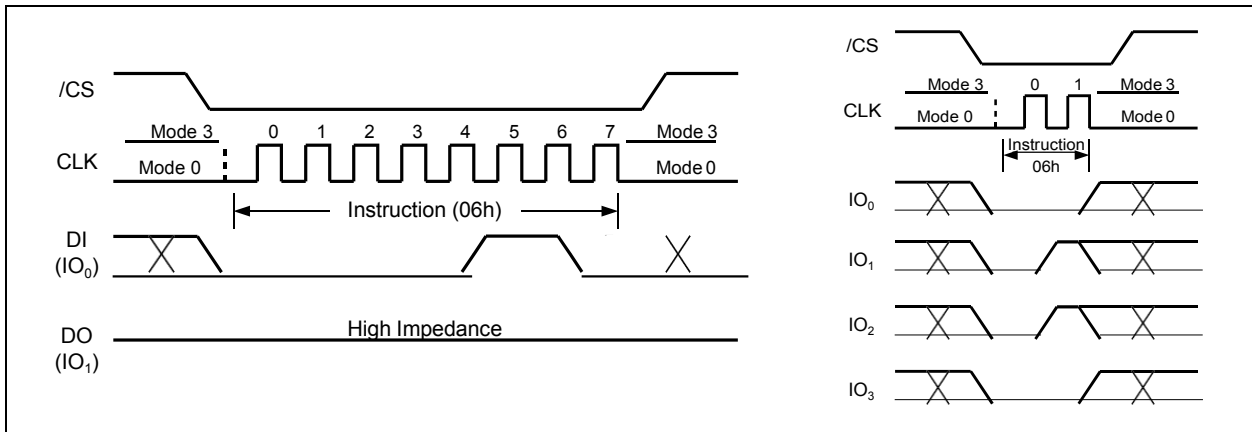 /CS
Mode 3 0 1 2 3 4 5 6 7 Mode 3
CLK
Mode 0 Mode 0
Instruction (06h)
DI
(IO0)
High Impedance
DO
(IO1)
/CS
Mode 3 0 1 Mode 3
CLK
Mode 0 Mode 0
Instruction
06h
IO0
IO1
IO2
IO3